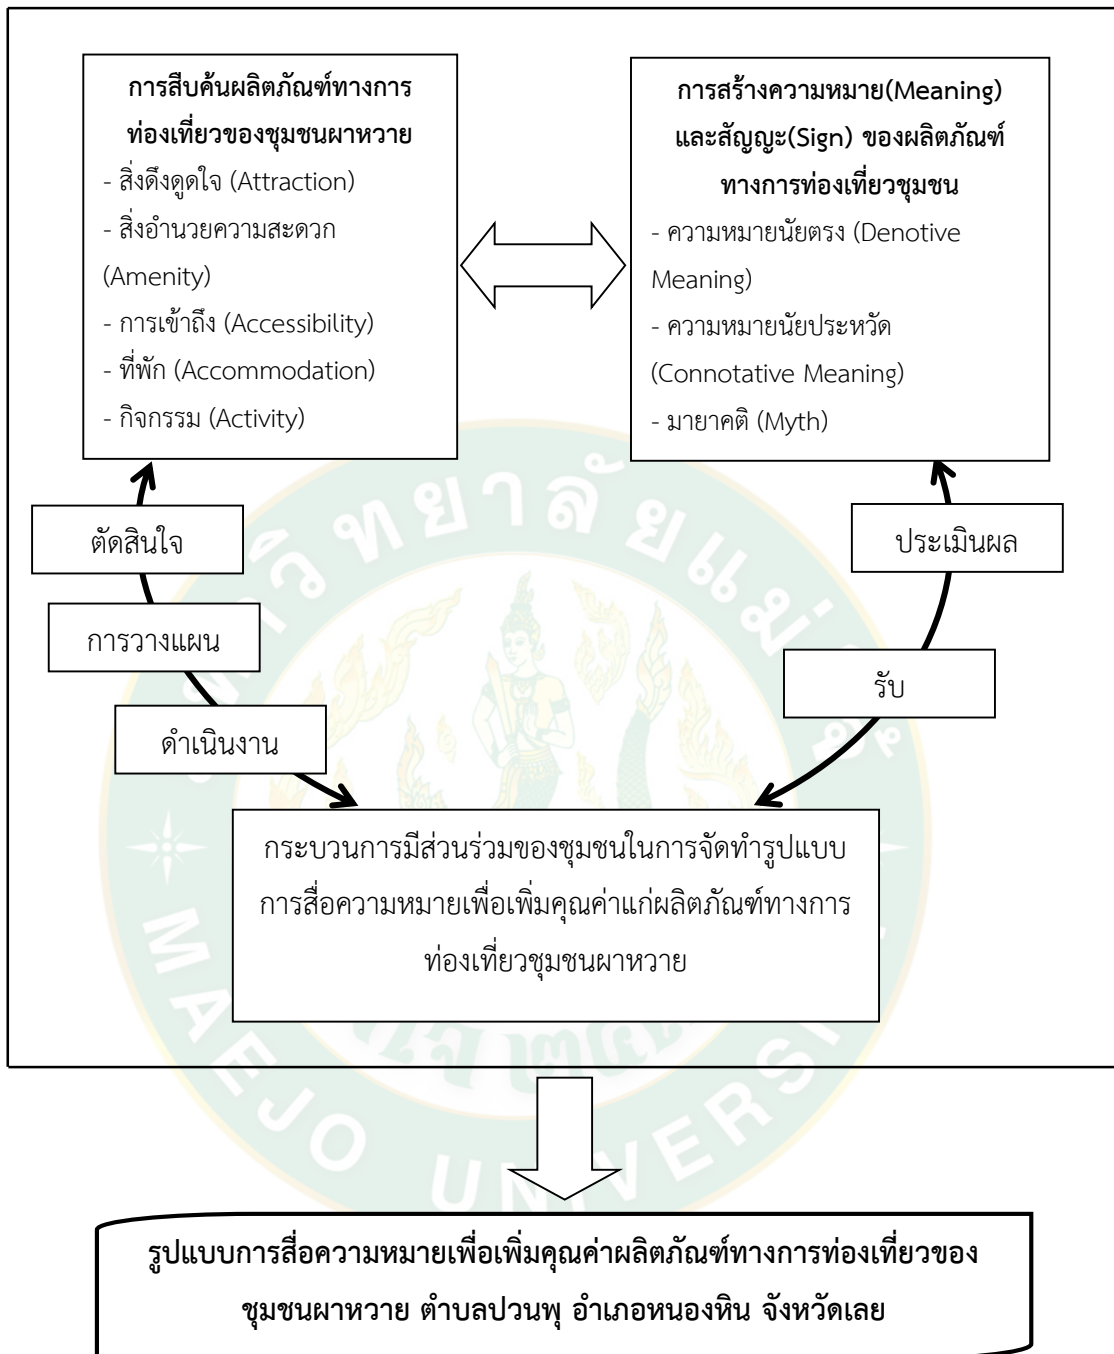 การสืบค้นผลิตภัณฑ์ทางการ
ท่องเที่ยวของชุมชนผาหวาย
- สิ่งดึงดูดใจ (Attraction)
- สิ่งอำนวยความสะดวก
(Amenity)
- การเข้าถึง (Accessibility)
- ที่พัก (Accommodation)
- กิจกรรม (Activity)
การสร้างความหมาย(Meaning)
และสัญญะ(Sign) ของผลิตภัณฑ์
ทางการท่องเที่ยวชุมชน
- ความหมายนัยตรง (Denotive
Meaning)
- ความหมายนัยประหวัด
(Connotative Meaning)
- มายาคติ (Myth)
ตัดสินใจ
การวางแผน
ดำเนินงาน
ประเมินผล
รับ
กระบวนการมีส่วนร่วมของชุมชนในการจัดทำรูปแบบ
การสื่อความหมายเพื่อเพิ่มคุณค่าแก่ผลิตภัณฑ์ทางการ
ท่องเที่ยวชุมชนผาหวาย
MAEJO UNIVERSI
รูปแบบการสื่อความหมายเพื่อเพิ่มคุณค่าผลิตภัณฑ์ทางการท่องเที่ยวของ
ชุมชนผาหวาย ตำบลปวนพุ อำเภอหนองหิน จังหวัดเลย